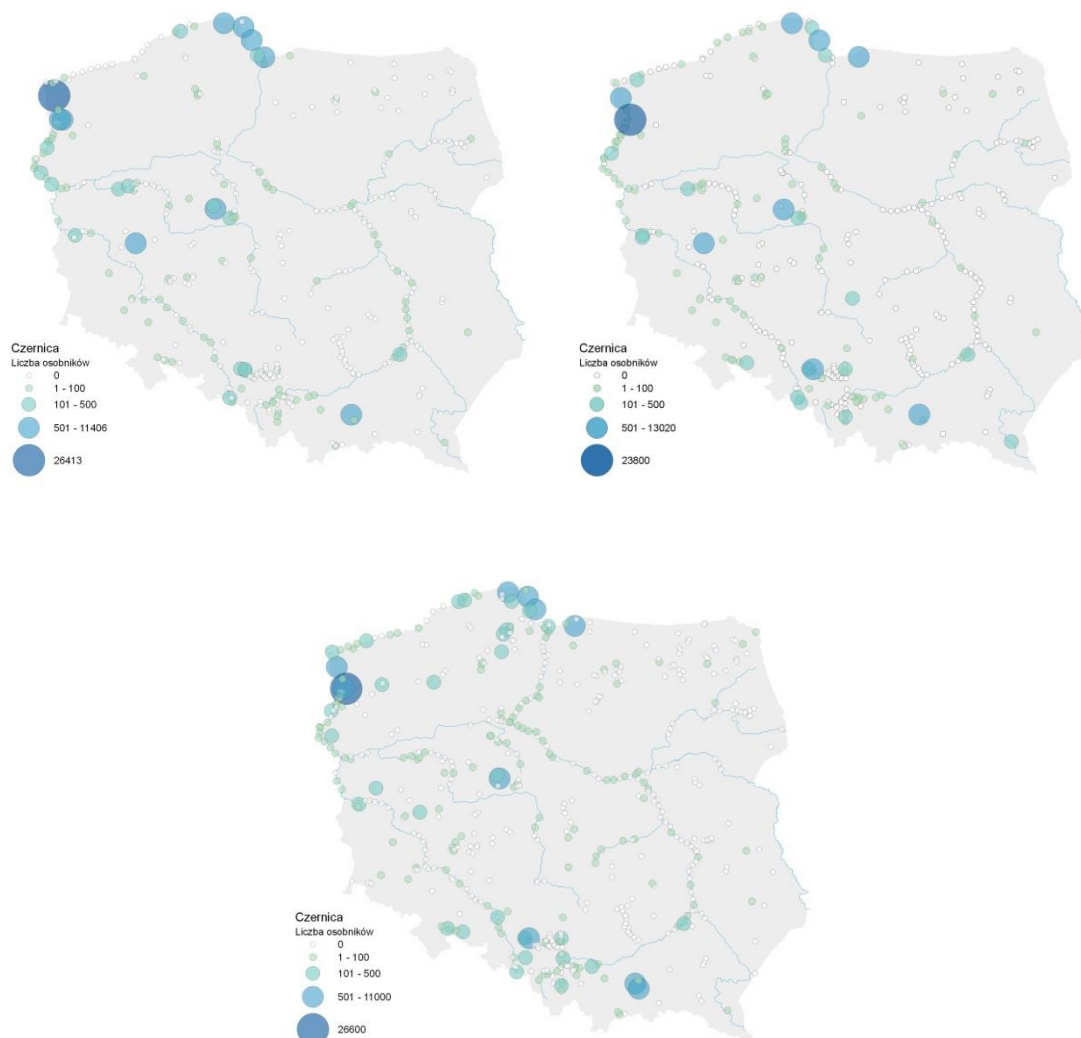 Czernica
Liczba osobników
0
1 - 100
101 - 500
501 - 11406
26413
Czernica
Liczba osobników
0
1 - 100
101 - 500
501 - 13020
23800
Czernica
Liczba osobników
0
1 - 100
101 - 500
501 - 11000
26600